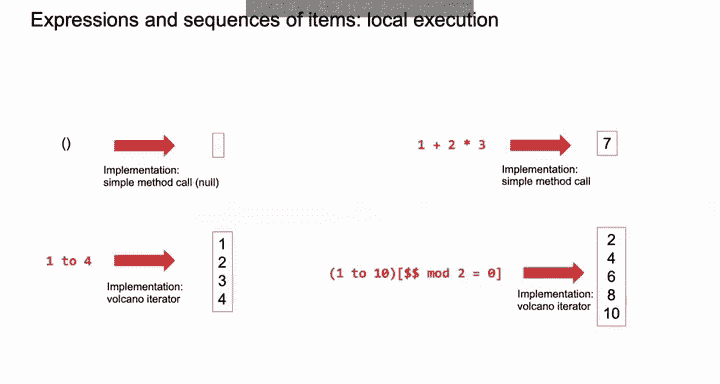 Expressions and sequences of items: local execution
()
Implementation:
simple method call (null)
1 + 2 * 3
Implementation:
simple method call
7
1 to 4
Implementation:
volcano iterator
1
2
3
4
(1 to 10)[$$ mod 2 = 0]
Implementation:
volcano iterator
2
4
6
8
10